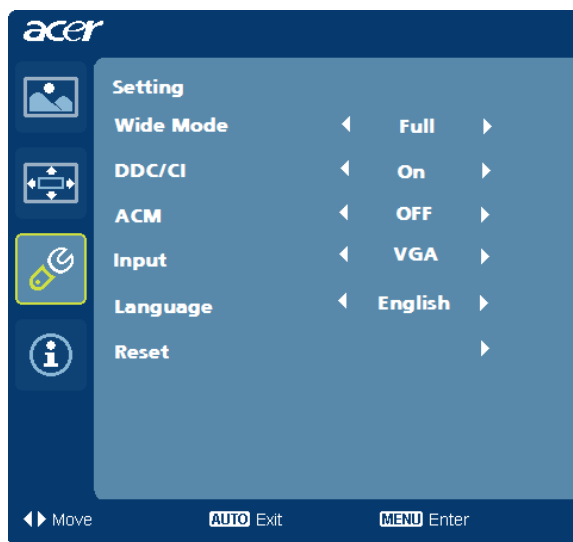 acer
Setting
Wide Mode Full
DDC/CI On
ACM OFF
Input VGA
Language English
Reset
Move AUTO Exit MENU Enter